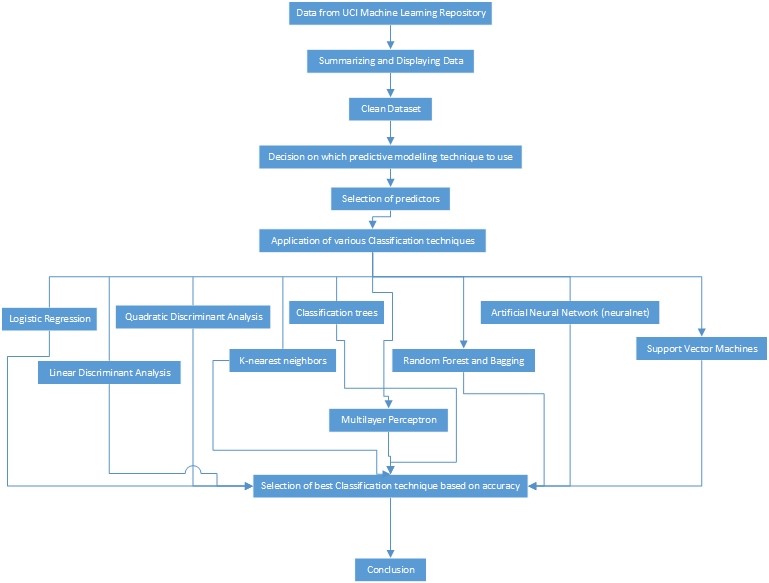 Data from UCI Machine Learning Repository
Summarizing and Displaying Data
Clean Dataset
Decision on which predictive modelling technique to use
Selection of predictors
Application of various Classification techniques
Logistic Regression
Quadratic Discriminant Analysis
Classification trees
Artificial Neural Network (neuralnet)
Linear Discriminant Analysis
K-nearest neighbors
Random Forest and Bagging
Support Vector Machines
Multilayer Perceptron
Selection of best Classification technique based on accuracy
Conclusion